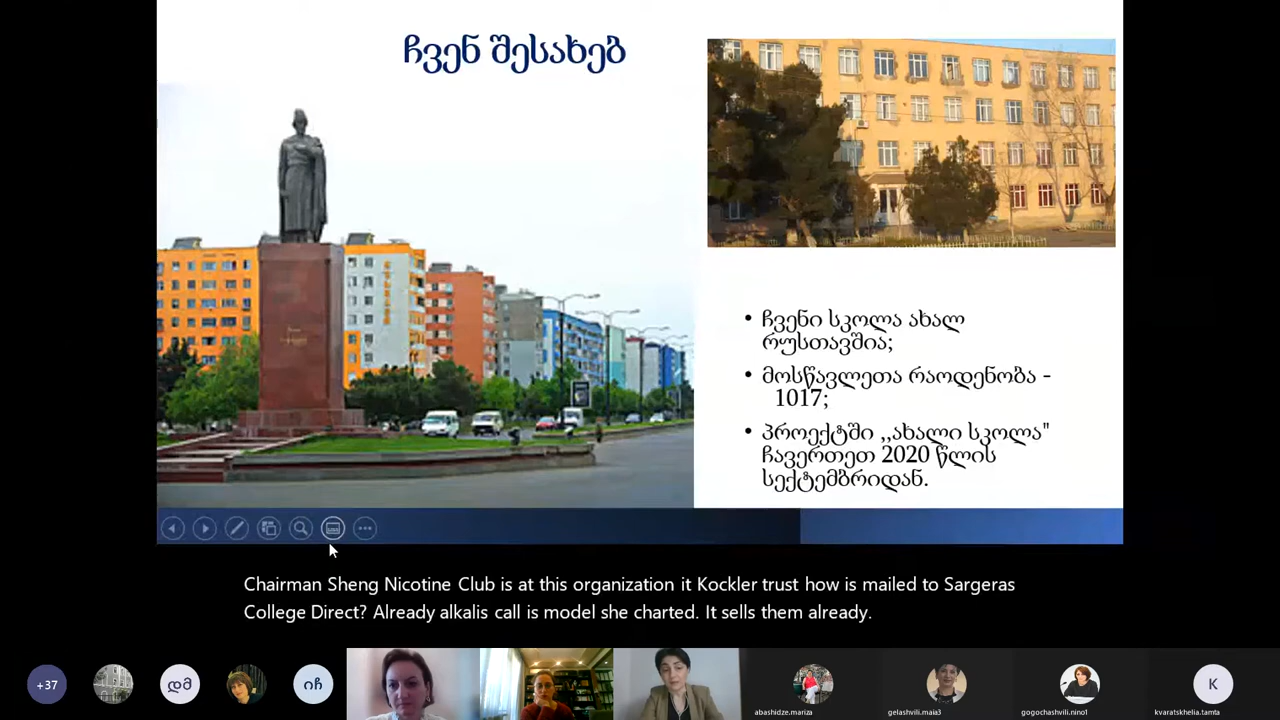 ჩვენ შესახებ
ჩვენი სკოლა ახალ
რუსთავშია;
მოსწავლეთა რაოდენობა -
1017;
პროექტში ,,ახალი სკოლა"
ჩავერთეთ 2020 წლის
სექტემბრიდან.
Chairman Sheng Nicotine Club is at this organization it Kockler trust how is mailed to Sargeras
College Direct? Already alkalis call is model she charted. It sells them already.
+37
დმ
იჩ
K
abashidze.mariza
gelashvili.maia3
gogochashvili.nino1
kvaratskhelia.tamta